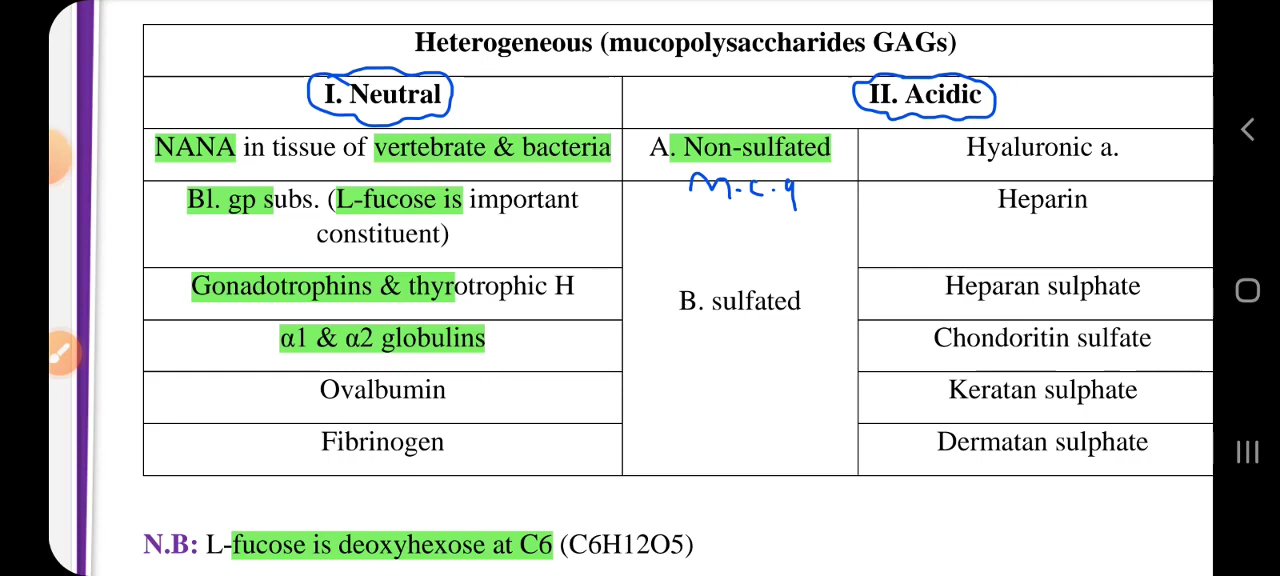 Heterogeneous (mucopolysaccharides GAGs)
I. Neutral
II. Acidic
NANA in tissue of vertebrate & bacteria
A. Non-sulfated
Hyaluronic a.
M.C.q
Bl. gp subs. (L-fucose is important
constituent)
Heparin
Gonadotrophins & thyrotrophic H
B. sulfated
Heparan sulphate
α1 & α2 globulins
Chondoritin sulfate
Ovalbumin
Keratan sulphate
Fibrinogen
Dermatan sulphate
N.B: L-fucose is deoxyhexose at C6 (C6H12O5)